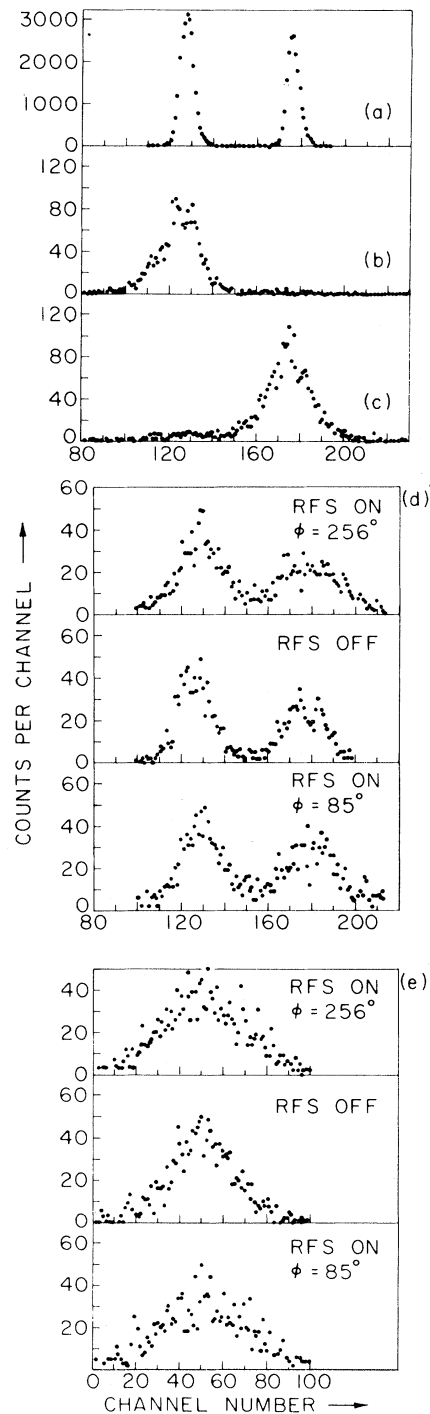 3000
2000
1000
0
(a)
120
80
40
0
(b)
120
80
40
0
(c)
80 120 160 200
60
40
20
0
RFS ON
φ = 256°
(d)
60
40
20
0
RFS OFF
60
40
20
0
RFS ON
φ = 85°
80 120 160 200
COUNTS PER CHANNEL
40
20
0
RFS ON
φ = 256°
(e)
60
40
20
0
RFS OFF
60
40
20
RFS ON
φ = 85°
0 20 40 60 80 100
CHANNEL NUMBER